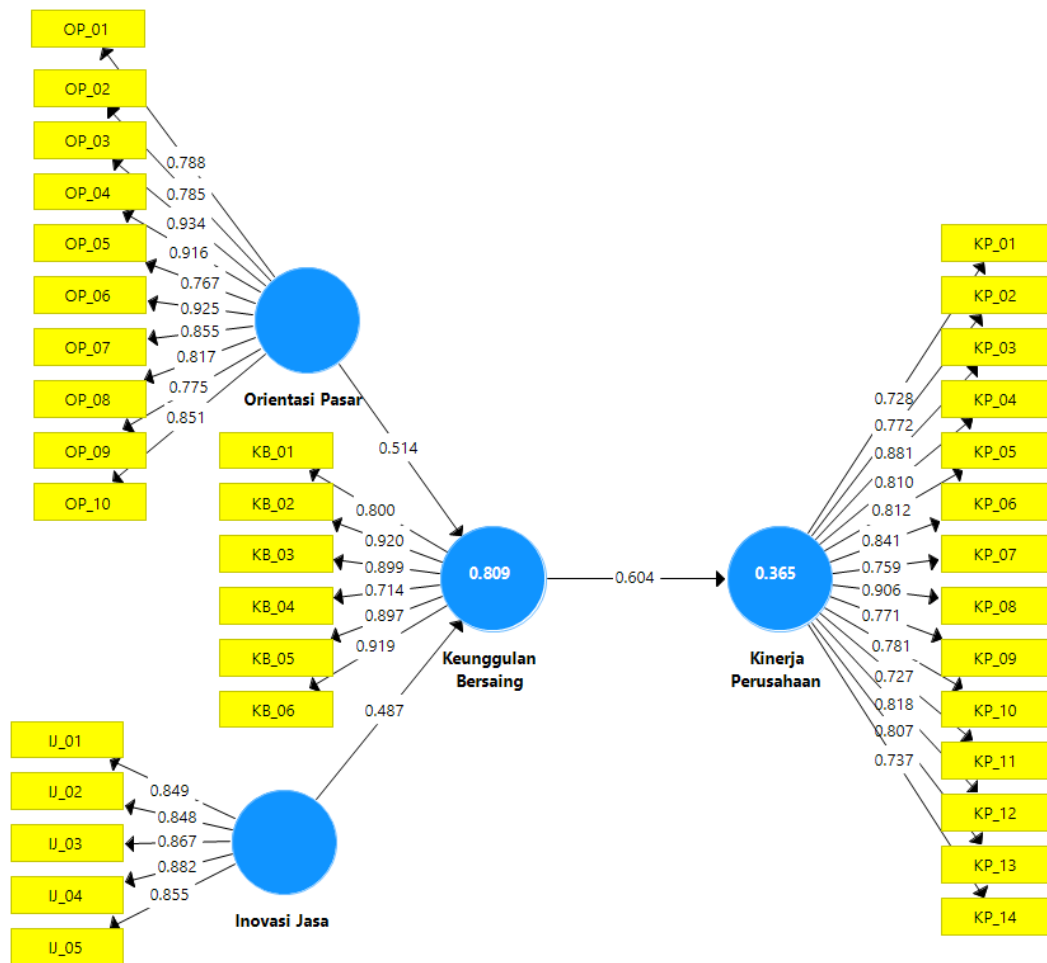 OP_01
OP_02
OP_03
OP_04
OP_05
OP_06
OP_07
OP_08
OP_09
OP_10
0.788
0.785
0.934
0.916
0.767
0.925
0.855
0.817
0.775
0.851
Orientasi Pasar
0.514
KB_01
KB_02
KB_03
KB_04
KB_05
KB_06
0.800
0.920
0.899
0.714
0.897
0.919
0.809
Keunggulan
Bersaing
0.487
IJ_01
IJ_02
IJ_03
IJ_04
IJ_05
0.849
0.848
0.867
0.882
0.855
Inovasi Jasa
0.604
0.365
Kinerja
Perusahaan
0.728
0.772
0.881
0.810
0.812
0.841
0.759
0.906
0.771
0.781
0.727
0.818
0.807
0.737
KP_01
KP_02
KP_03
KP_04
KP_05
KP_06
KP_07
KP_08
KP_09
KP_10
KP_11
KP_12
KP_13
KP_14